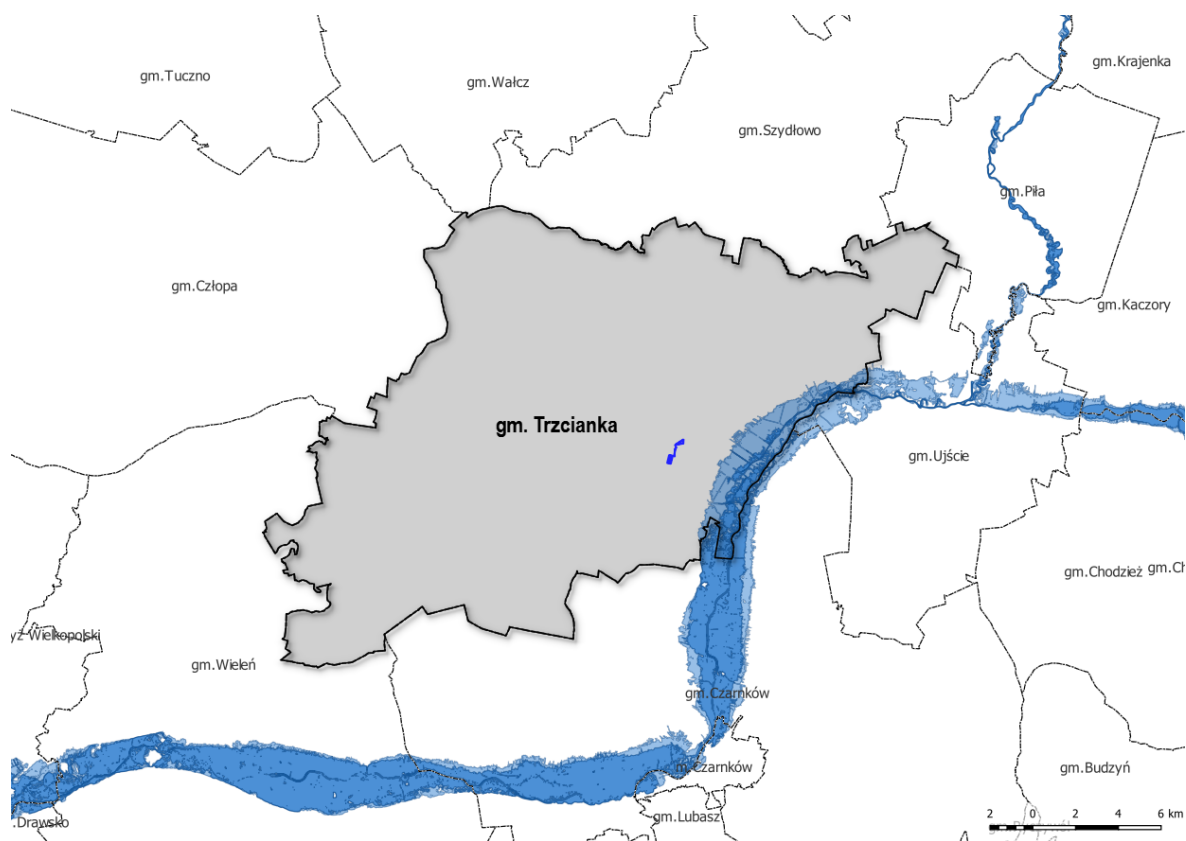 gm.Tuczno
gm.Wałcz
gm.Krajenka
gm.Szydłowo
gm.Piła
gm.Człopa
gm.Kaczory
gm. Trzcianka
gm.Ujście
gm.Chodzież
gm.Ch
yż Wielkopolski
gm.Wieleń
gm.Czarnków
m.Czarnków
gm.Budzyń
.Drawsko
gm.Lubasz
2 0 2 4 6 km